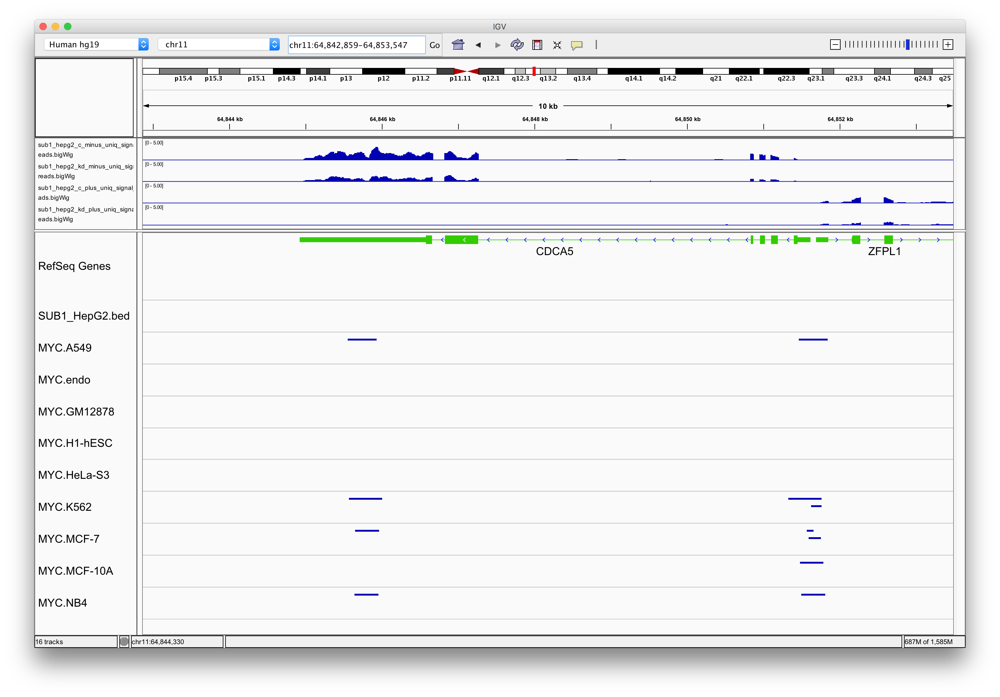 IGV
Human hg19 chr11 chr11:64,842,859-64,853,547 Go
p15.4 p15.3 p15.1 p14.3 p14.1 p13 p12 p11.2 p11.11 q12.1 q12.3 q13.2 q13.4 q14.1 q14.2 q21 q22.1 q22.3 q23.1 q23.3 q24.1 q24.3 q25
10 kb
64,844 kb 64,846 kb 64,848 kb 64,850 kb 64,852 kb
sub1_hepg2_c_minus_uniq_signa [0 - 5.00]
eads.bigWig
sub1_hepg2_kd_minus_uniq_sig [0 - 5.00]
reads.bigWig
sub1_hepg2_c_plus_uniq_signal_ [0 - 5.00]
ads.bigWig
sub1_hepg2_kd_plus_uniq_signa [0 - 5.00]
eads.bigWig
CDCA5 ZFPL1
RefSeq Genes
SUB1_HepG2.bed
MYC.A549
MYC.endo
MYC.GM12878
MYC.H1-hESC
MYC.HeLa-S3
MYC.K562
MYC.MCF-7
MYC.MCF-10A
MYC.NB4
16 tracks chr11:64,844,330 687M of 1,585M